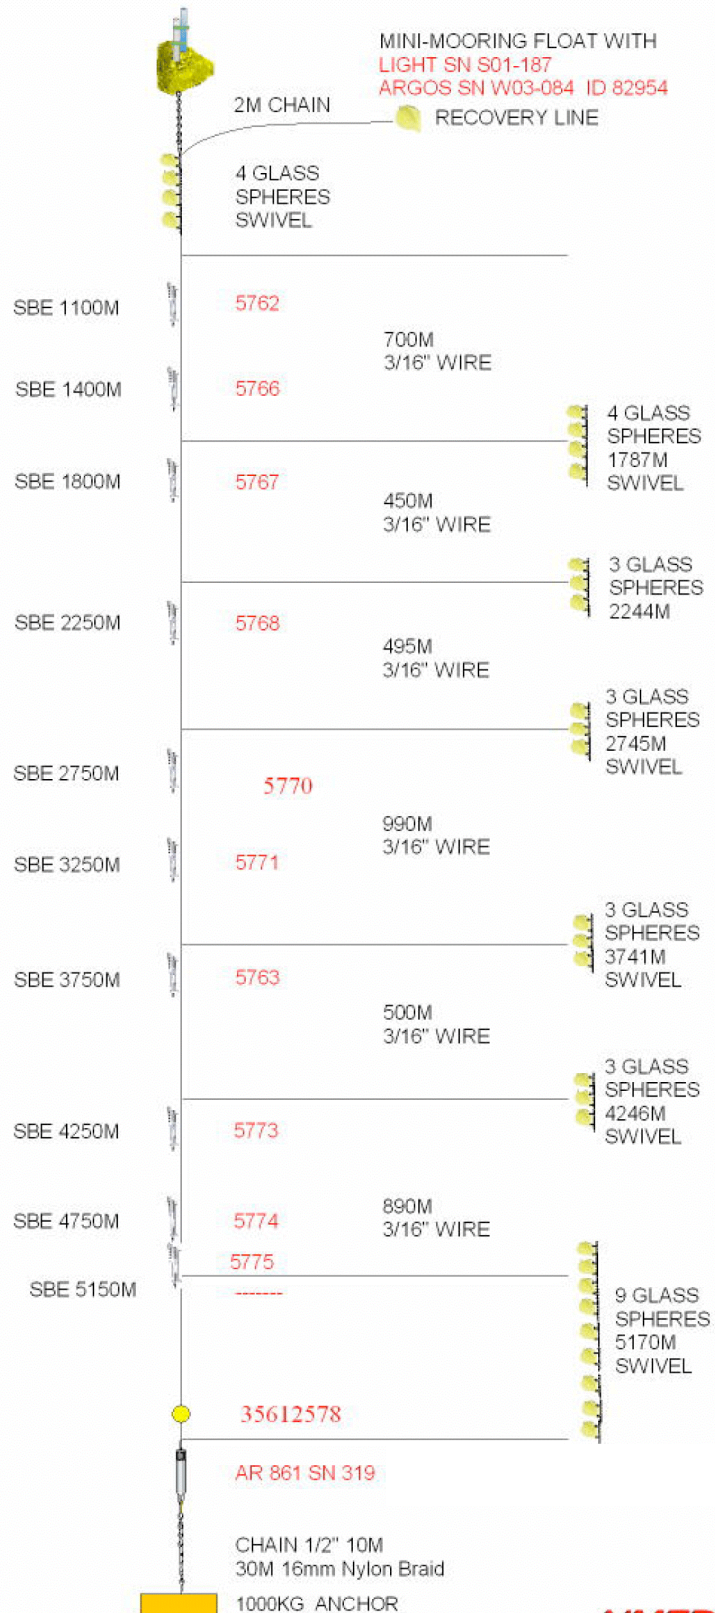 MINI-MOORING FLOAT WITH
LIGHT SN S01-187
ARGOS SN W03-084 ID 82954
2M CHAIN
RECOVERY LINE
4 GLASS
SPHERES
SWIVEL
SBE 1100M
5762
700M
3/16" WIRE
SBE 1400M
5766
4 GLASS
SPHERES
1787M
SWIVEL
SBE 1800M
5767
450M
3/16" WIRE
3 GLASS
SPHERES
2244M
SBE 2250M
5768
495M
3/16" WIRE
3 GLASS
SPHERES
2745M
SWIVEL
SBE 2750M
5770
990M
3/16" WIRE
SBE 3250M
5771
3 GLASS
SPHERES
3741M
SWIVEL
SBE 3750M
5763
500M
3/16" WIRE
3 GLASS
SPHERES
4246M
SWIVEL
SBE 4250M
5773
890M
3/16" WIRE
SBE 4750M
5774
5775
SBE 5150M
-------
9 GLASS
SPHERES
5170M
SWIVEL
35612578
AR 861 SN 319
CHAIN 1/2" 10M
30M 16mm Nylon Braid
1000KG ANCHOR